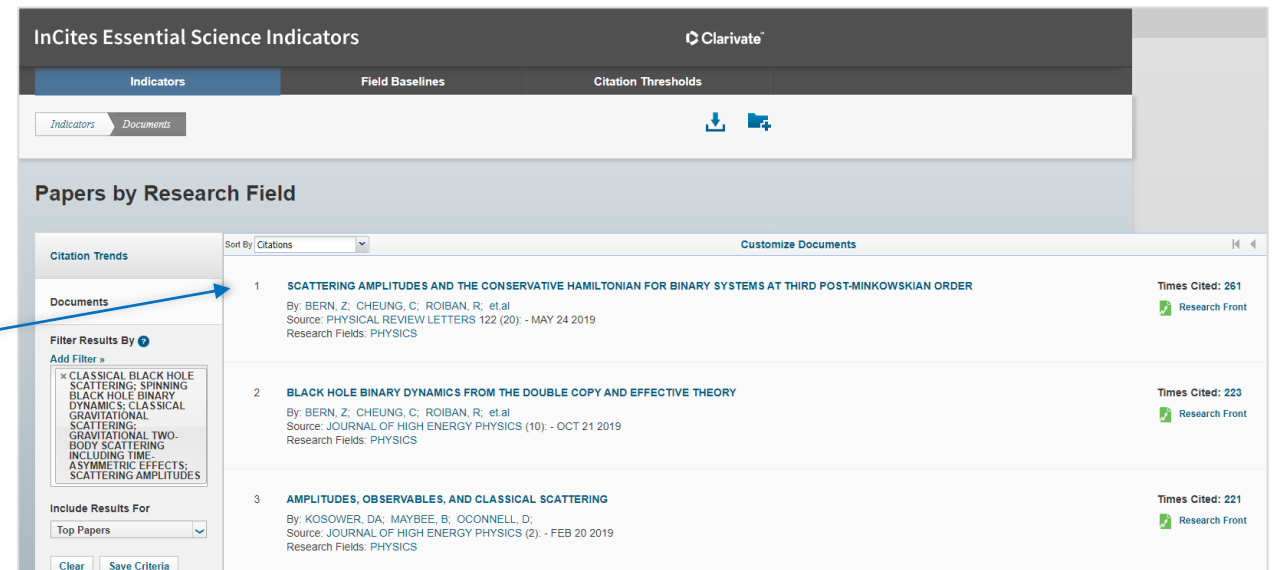 InCites Essential Science Indicators
Clarivate™
Indicators
Field Baselines
Citation Thresholds
Indicators
Documents
Papers by Research Field
Citation Trends
Documents
Filter Results By ?
Add Filter »
× CLASSICAL BLACK HOLE
SCATTERING; SPINNING
BLACK HOLE BINARY
DYNAMICS; CLASSICAL
GRAVITATIONAL
SCATTERING;
GRAVITATIONAL TWO-
BODY SCATTERING
INCLUDING TIME-
ASYMMETRIC EFFECTS;
SCATTERING AMPLITUDES
Include Results For
Top Papers
Clear
Save Criteria
Sort By Citations
Customize Documents
1 SCATTERING AMPLITUDES AND THE CONSERVATIVE HAMILTONIAN FOR BINARY SYSTEMS AT THIRD POST-MINKOWSKIAN ORDER
By: BERN, Z; CHEUNG, C; ROIBAN, R; et.al
Source: PHYSICAL REVIEW LETTERS 122 (20): - MAY 24 2019
Research Fields: PHYSICS
Times Cited: 261
Research Front
2 BLACK HOLE BINARY DYNAMICS FROM THE DOUBLE COPY AND EFFECTIVE THEORY
By: BERN, Z; CHEUNG, C; ROIBAN, R; et.al
Source: JOURNAL OF HIGH ENERGY PHYSICS (10): - OCT 21 2019
Research Fields: PHYSICS
Times Cited: 223
Research Front
3 AMPLITUDES, OBSERVABLES, AND CLASSICAL SCATTERING
By: KOSOWER, DA; MAYBEE, B; OCONNELL, D;
Source: JOURNAL OF HIGH ENERGY PHYSICS (2): - FEB 20 2019
Research Fields: PHYSICS
Times Cited: 221
Research Front